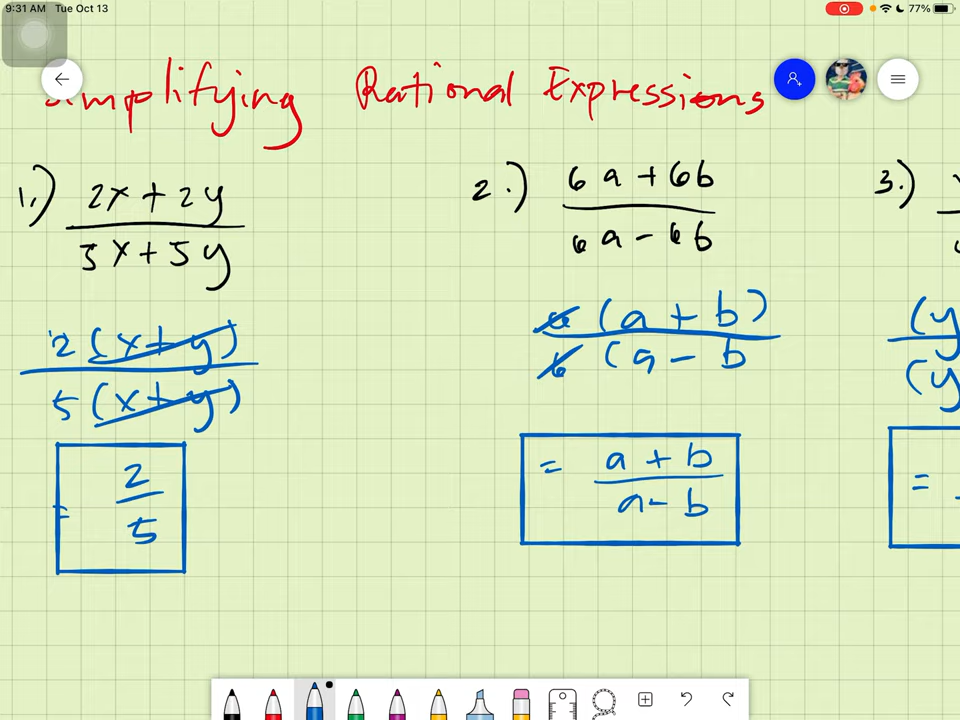 9:31 AM Tue Oct 13
77%
Simplifying Rational Expressions
1.) 2x + 2y
5x + 5y
2 (x + y)
5 (x + y)
= 2
5
2.) 6a + 6b
6a - 6b
6 (a + b)
6 (a - b
= a + b
a - b
3.)
(y
(y
=